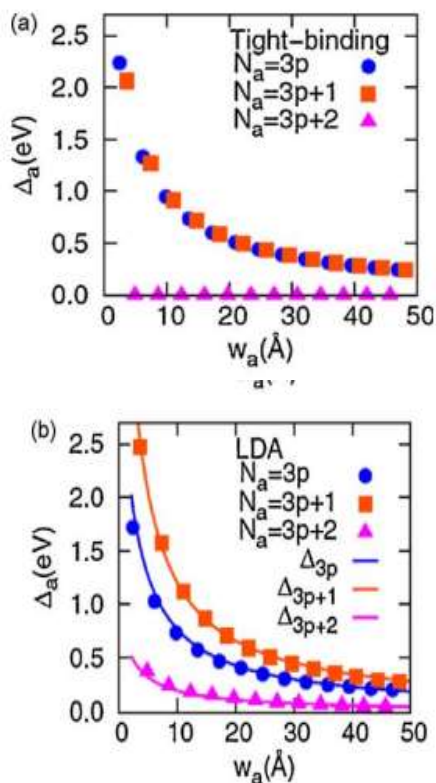 (a)
2.5
Tight-binding
Nₐ=3p
Nₐ=3p+1
Nₐ=3p+2
2.0
1.5
1.0
0.5
0.0
Δₐ(eV)
0 10 20 30 40 50
wₐ(Å)
(b)
2.5
LDA
Nₐ=3p
Nₐ=3p+1
Nₐ=3p+2
Δ₃ₚ
Δ₃ₚ₊₁
Δ₃ₚ₊₂
2.0
1.5
1.0
0.5
0.0
Δₐ(eV)
0 10 20 30 40 50
wₐ(Å)